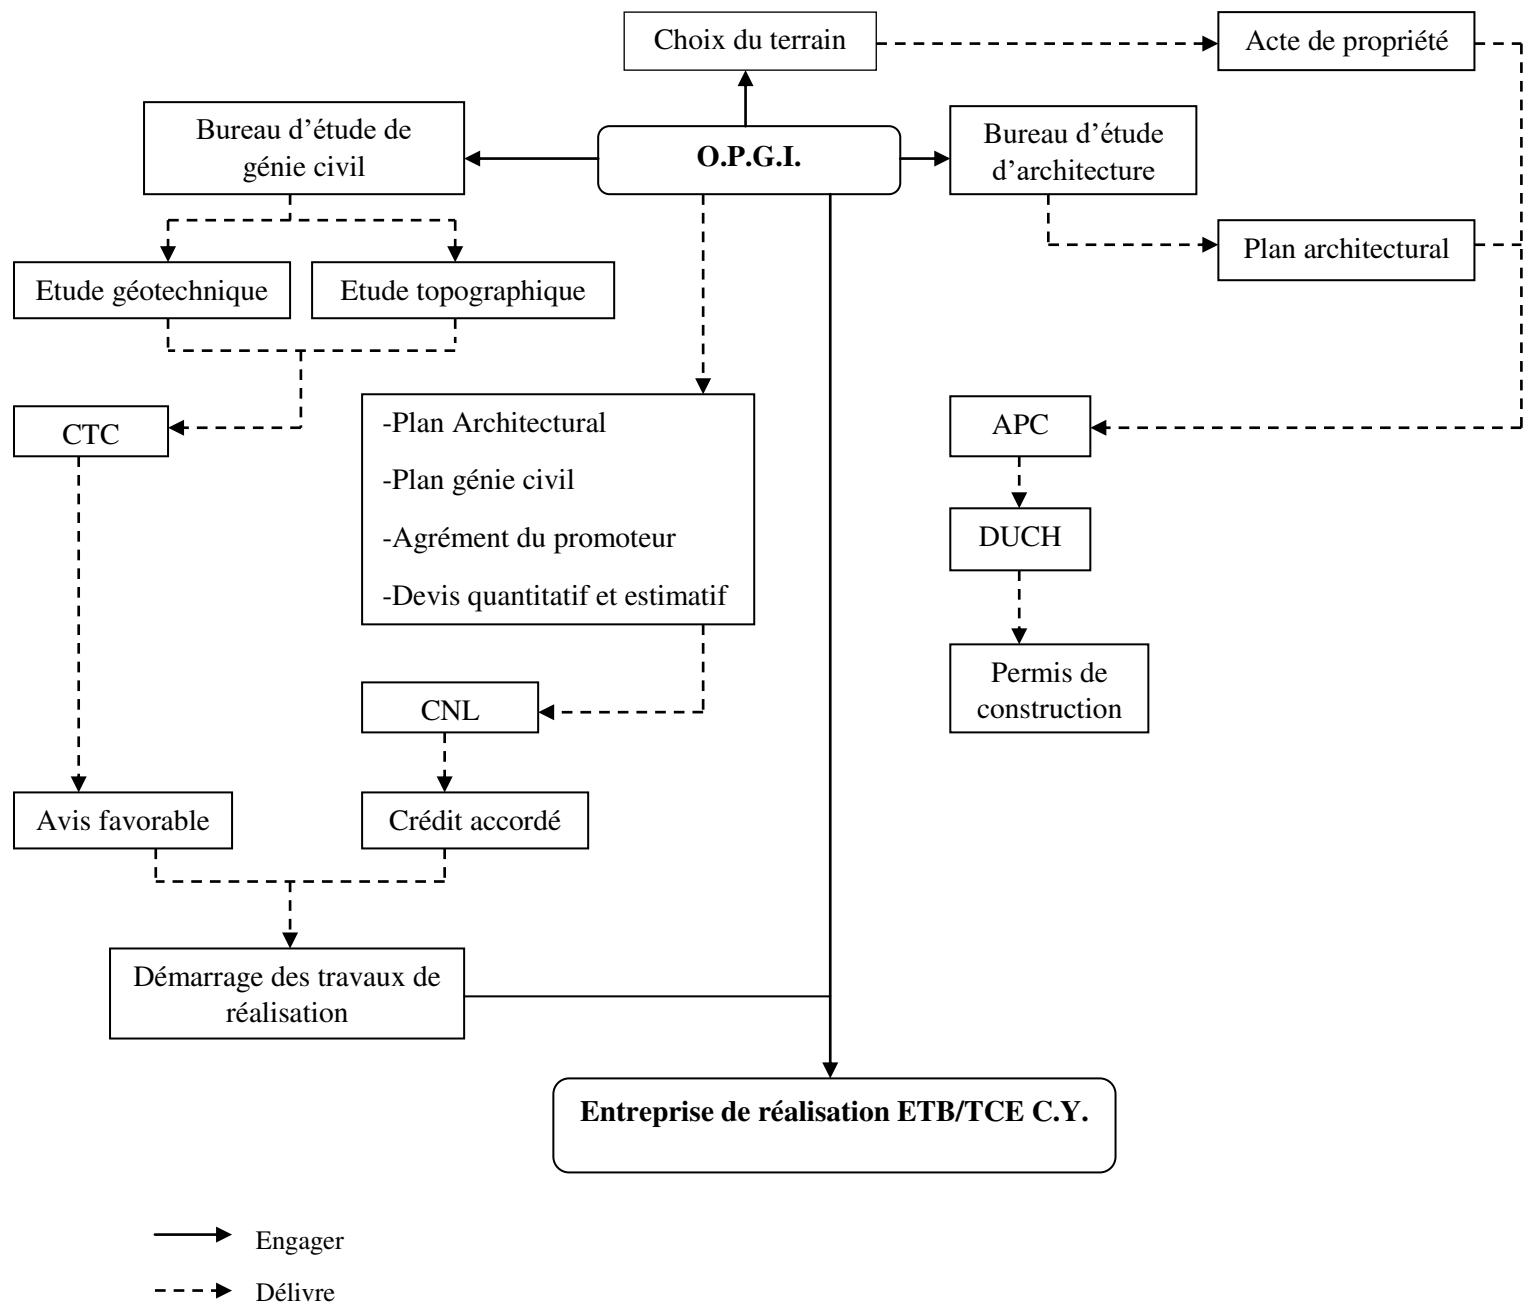 Choix du terrain
Acte de propriété
Bureau d’étude de
génie civil
O.P.G.I.
Bureau d’étude
d’architecture
Plan architectural
Etude géotechnique
Etude topographique
CTC
-Plan Architectural
-Plan génie civil
-Agrément du promoteur
-Devis quantitatif et estimatif
APC
DUCH
Permis de
construction
CNL
Avis favorable
Crédit accordé
Démarrage des travaux de
réalisation
Entreprise de réalisation ETB/TCE C.Y.
Engager
Délivre